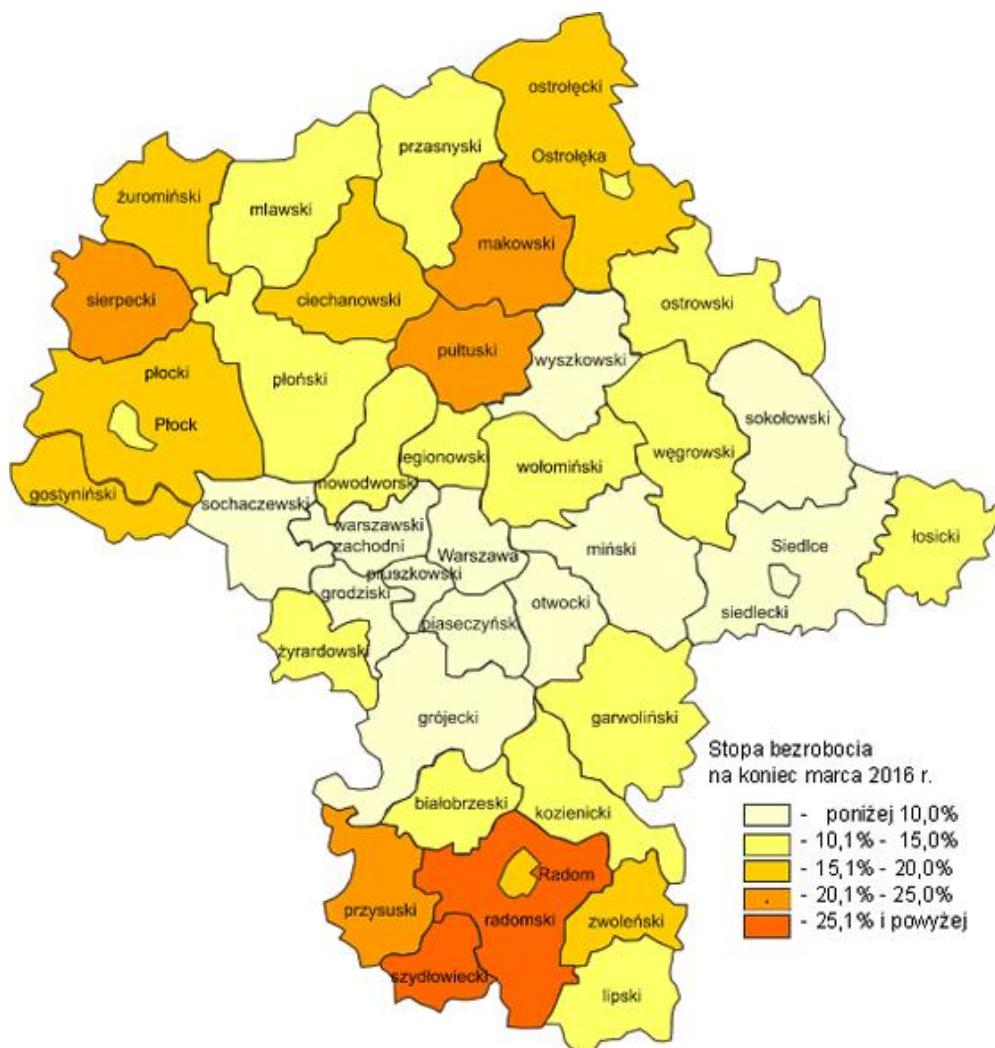 ostrołęcki
przasnyski
Ostrołęka
żuromiński
mławski
makowski
sierpecki
ciechanowski
ostrowski
pułtuski
wyszkowski
płocki
płoński
sokołowski
Płock
legionowski
wołomiński
węgrowski
gostyniński
nowodworski
sochaczewski
warszawski
zachodni
Warszawa
miński
Siedlce
łosicki
pruszkowski
grodziski
otwocki
siedlecki
piaseczyński
żyrardowski
grójecki
garwoliński
białobrzeski
kozienicki
Radom
przysuski
radomski
zwoleński
szydłowiecki
lipski
Stopa bezrobocia
na koniec marca 2016 r.
- poniżej 10,0%
- 10,1% - 15,0%
- 15,1% - 20,0%
- 20,1% - 25,0%
- 25,1% i powyżej